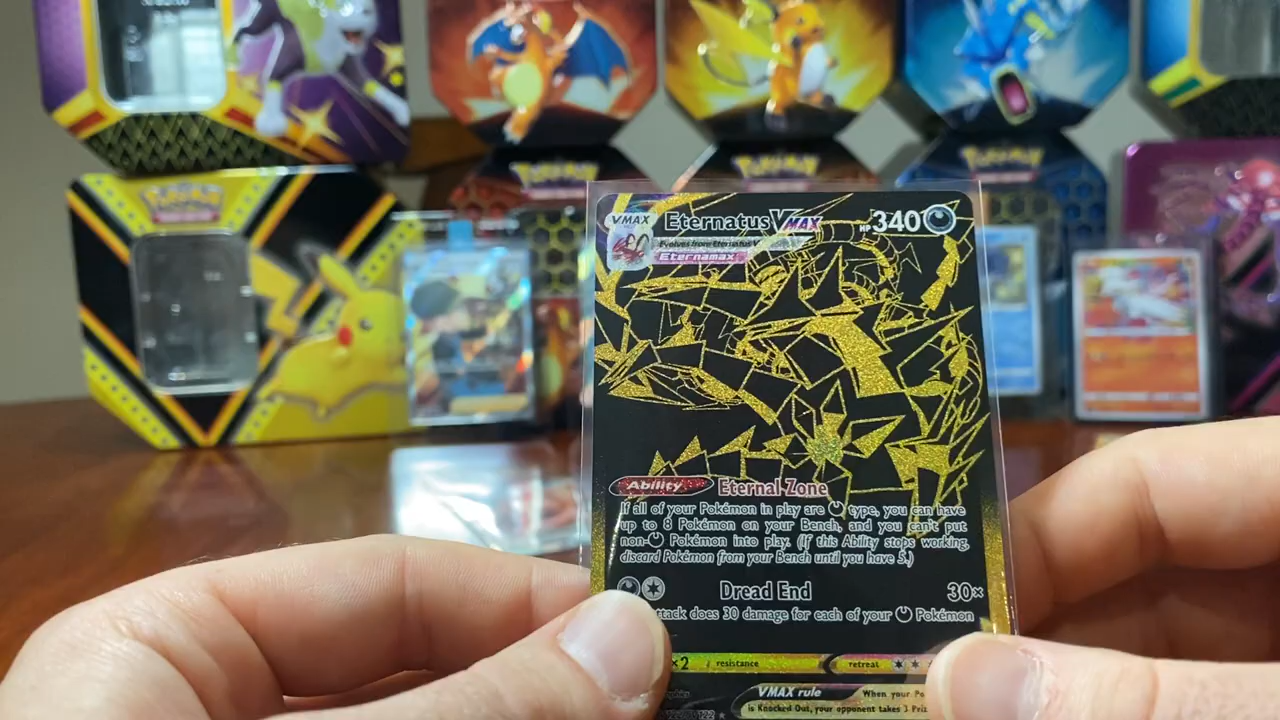 Pokémon
Pokémon
Pokémon
Pokémon
VMAX
Eternatus VMAX
HP 340
Evolves from Eternatus V
Eternamax
Ability
Eternal Zone
If all of your Pokémon in play are type, you can have
up to 8 Pokémon on your Bench, and you can't put
non- Pokémon into play. (If this Ability stops working,
discard Pokémon from your Bench until you have 5.)
Dread End 30×
attack does 30 damage for each of your Pokémon
×2 resistance retreat
VMAX rule When your
is Knocked Out, your opponent takes 3